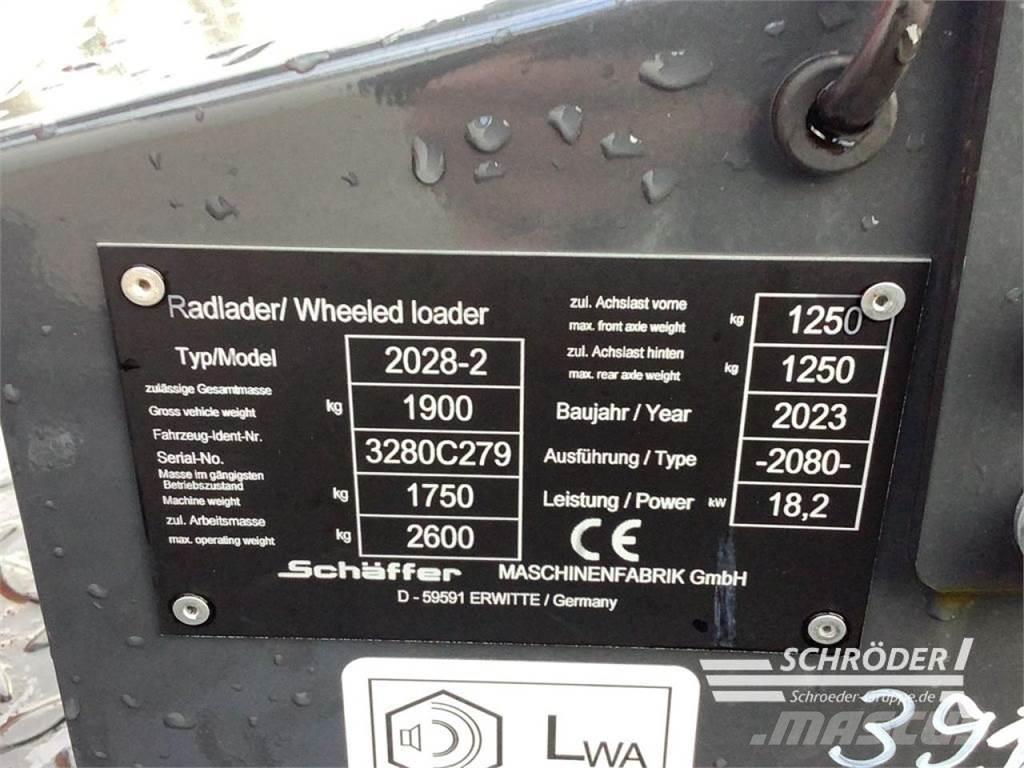 Radlader/ Wheeled loader
Typ/Model 2028-2
zulässige Gesamtmasse
Gross vehicle weight kg 1900
Fahrzeug-Ident-Nr.
Serial-No. 3280C279
Masse im gängigsten
Betriebszustand
Machine weight kg 1750
zul. Arbeitsmasse
max. operating weight kg 2600
zul. Achslast vorne
max. front axle weight kg 1250
zul. Achslast hinten
max. rear axle weight kg 1250
Baujahr / Year 2023
Ausführung / Type -2080-
Leistung / Power kW 18,2
CE
Schäffer MASCHINENFABRIK GmbH
D - 59591 ERWITTE / Germany
LWA
SCHRÖDER
Schroeder-Gruppe.de
MASCUS